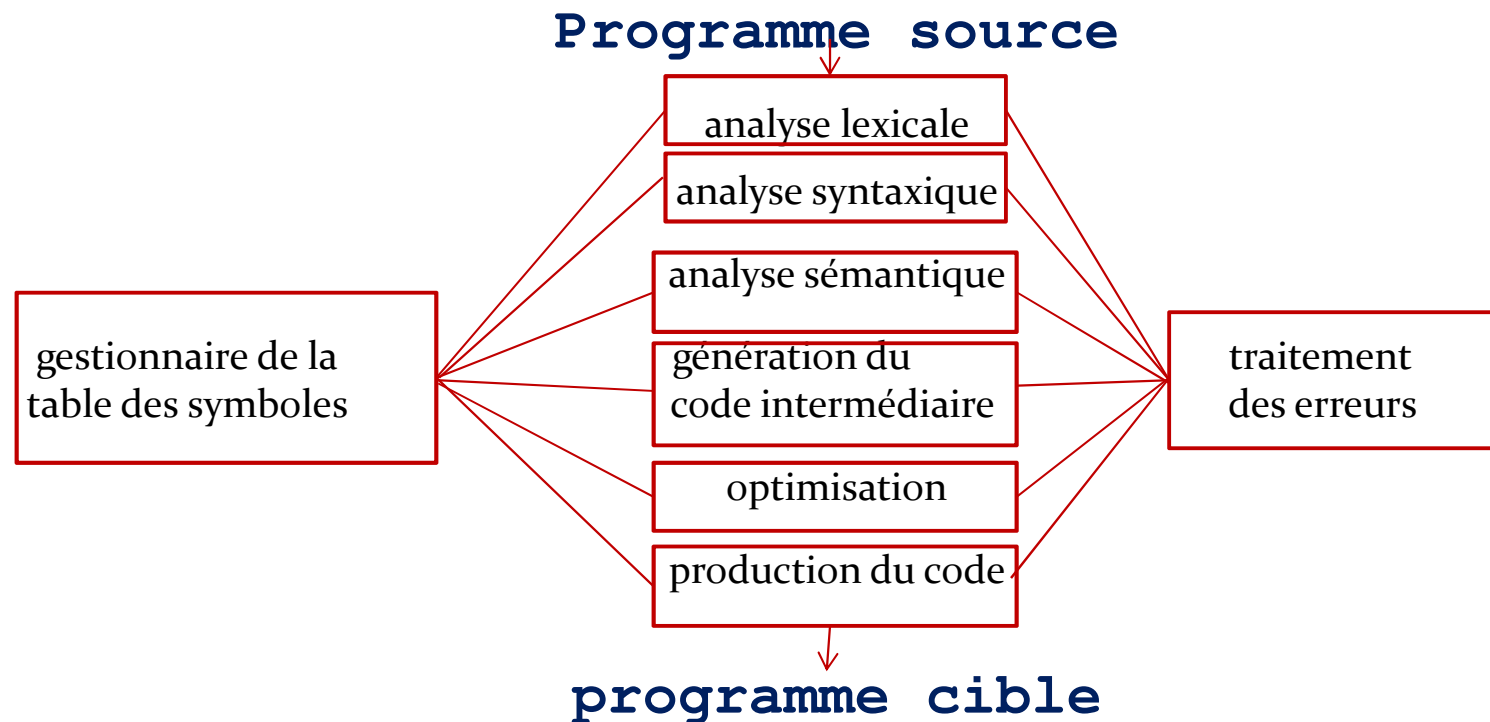 Programme source
analyse lexicale
analyse syntaxique
analyse sémantique
gestionnaire de la
table des symboles
génération du
code intermédiaire
traitement
des erreurs
optimisation
production du code
programme cible